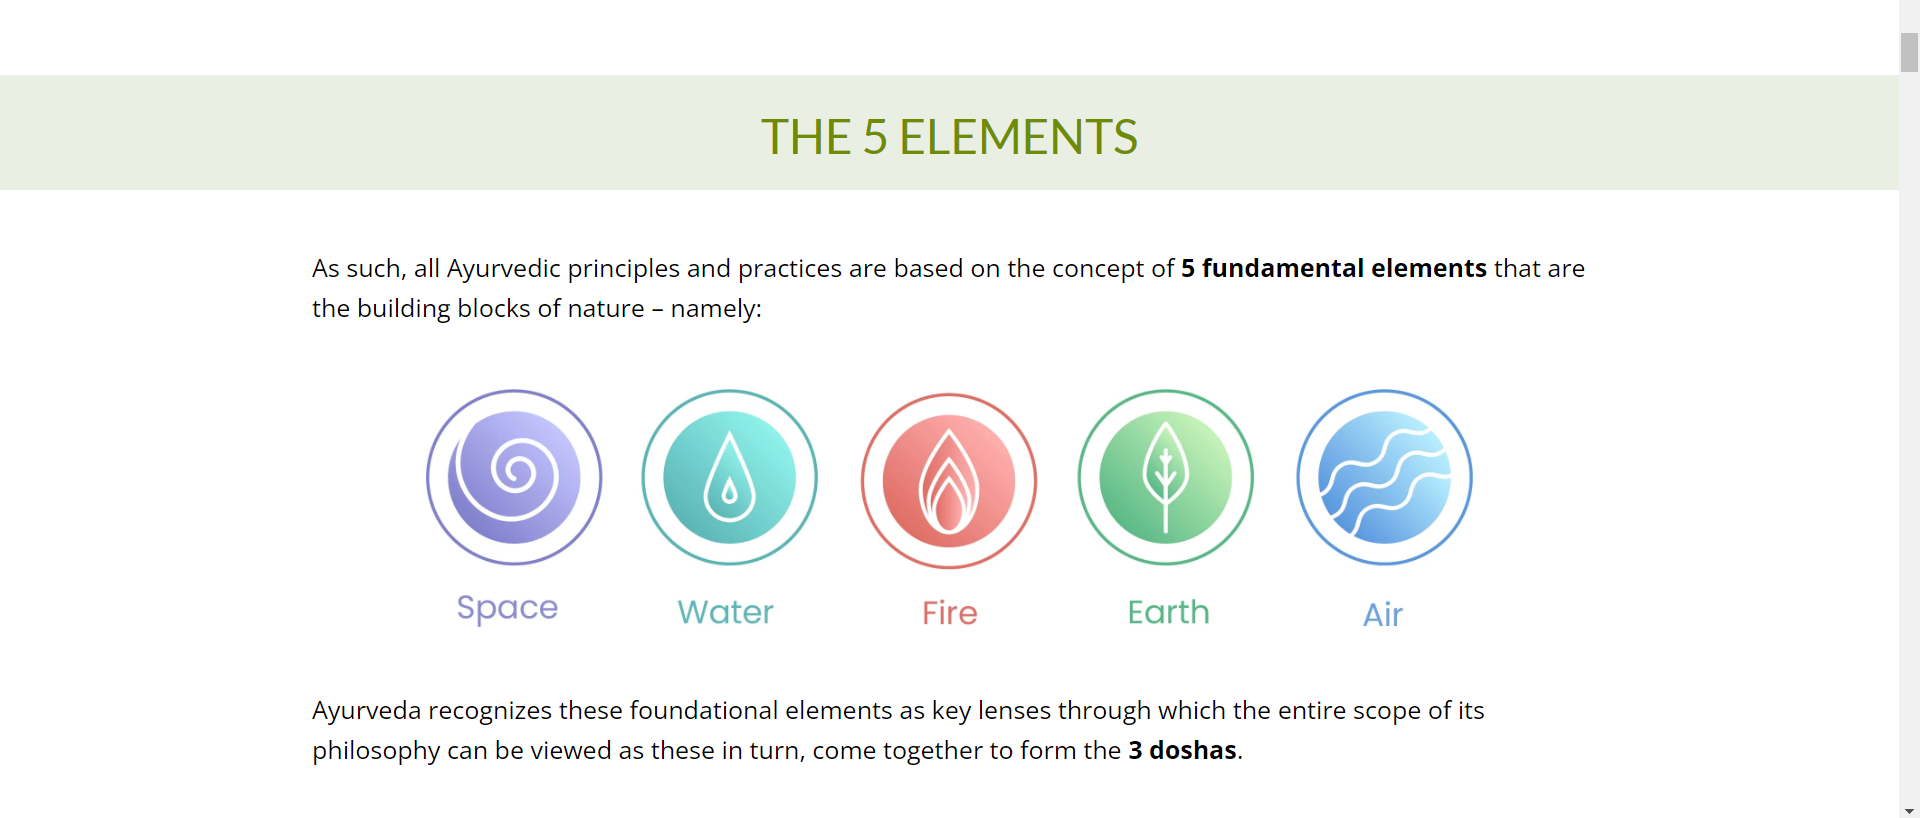 THE 5 ELEMENTS
As such, all Ayurvedic principles and practices are based on the concept of 5 fundamental elements that are
the building blocks of nature – namely:
Space
Water
Fire
Earth
Air
Ayurveda recognizes these foundational elements as key lenses through which the entire scope of its
philosophy can be viewed as these in turn, come together to form the 3 doshas.